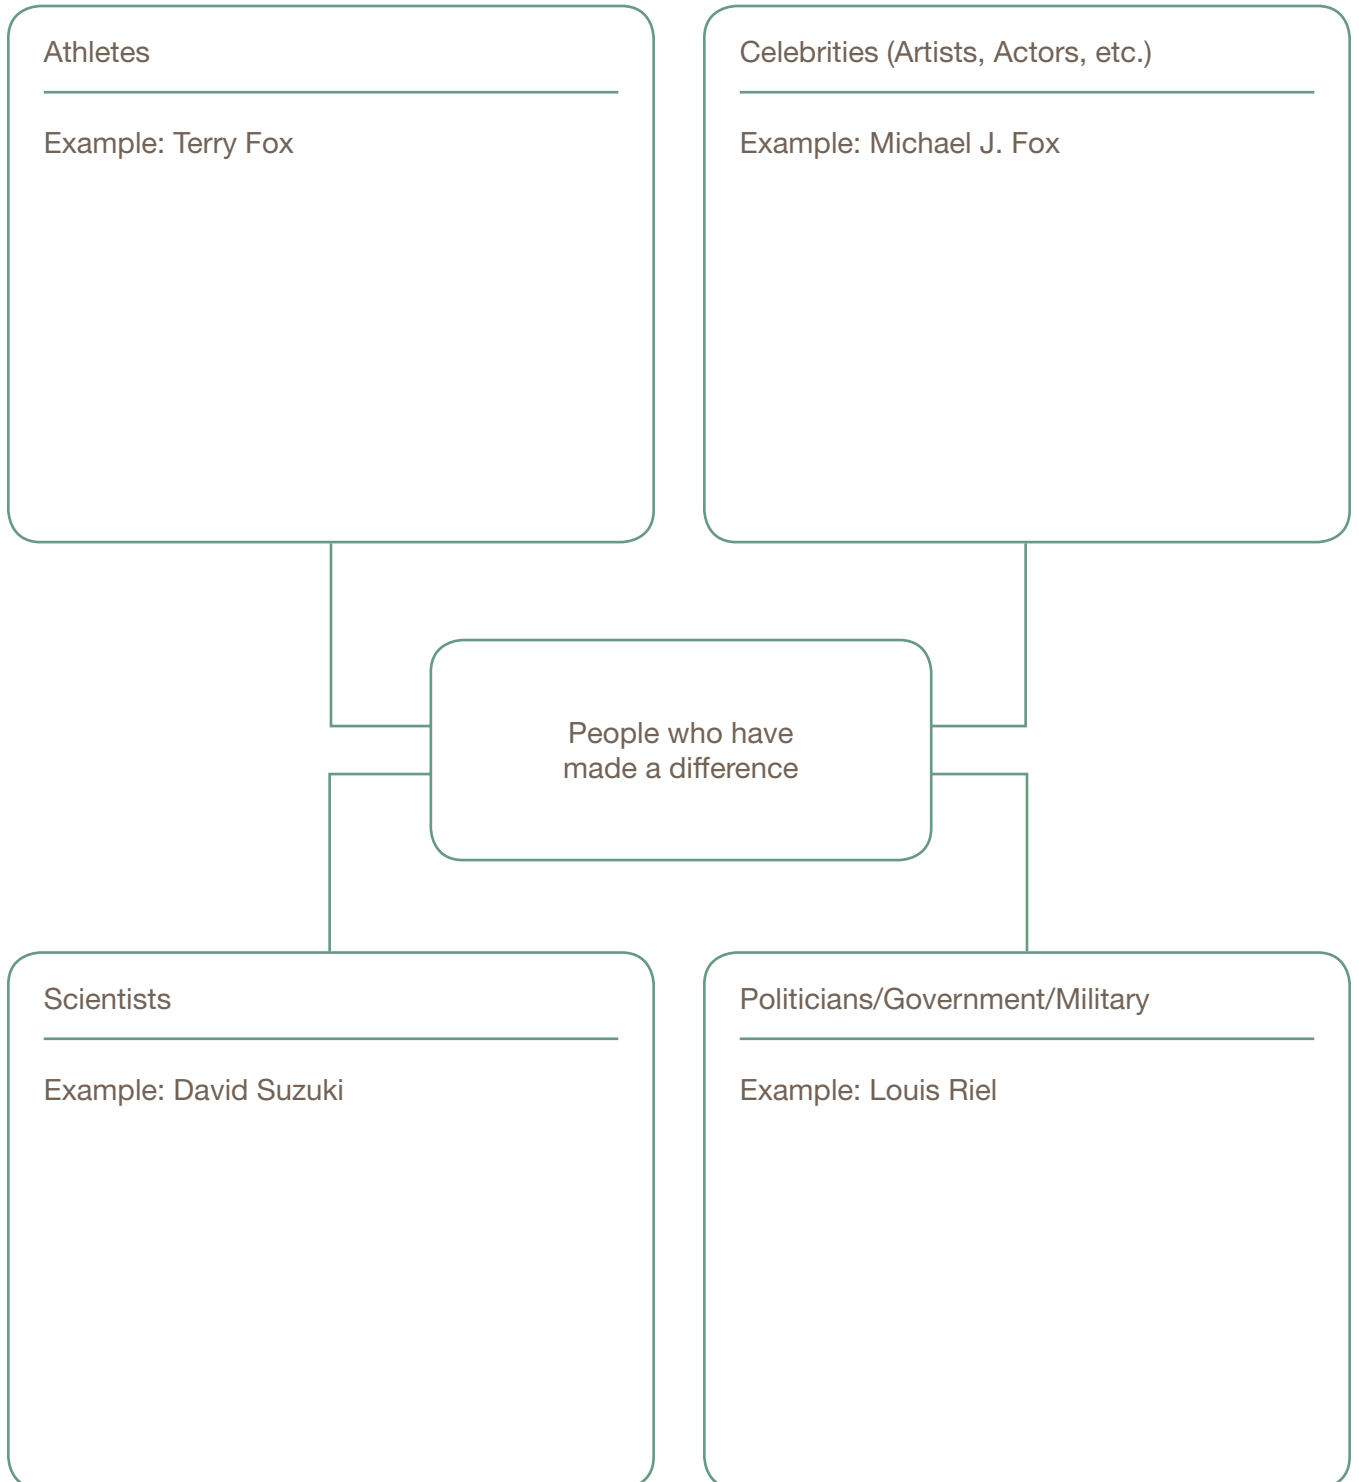 Athletes
Example: Terry Fox
Celebrities (Artists, Actors, etc.)
Example: Michael J. Fox
People who have
made a difference
Scientists
Example: David Suzuki
Politicians/Government/Military
Example: Louis Riel